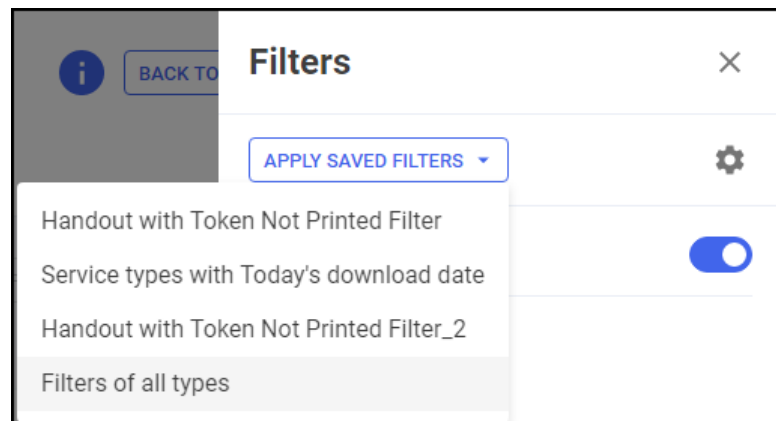 Filters
i
BACK TO
APPLY SAVED FILTERS
Handout with Token Not Printed Filter
Service types with Today's download date
Handout with Token Not Printed Filter_2
Filters of all types